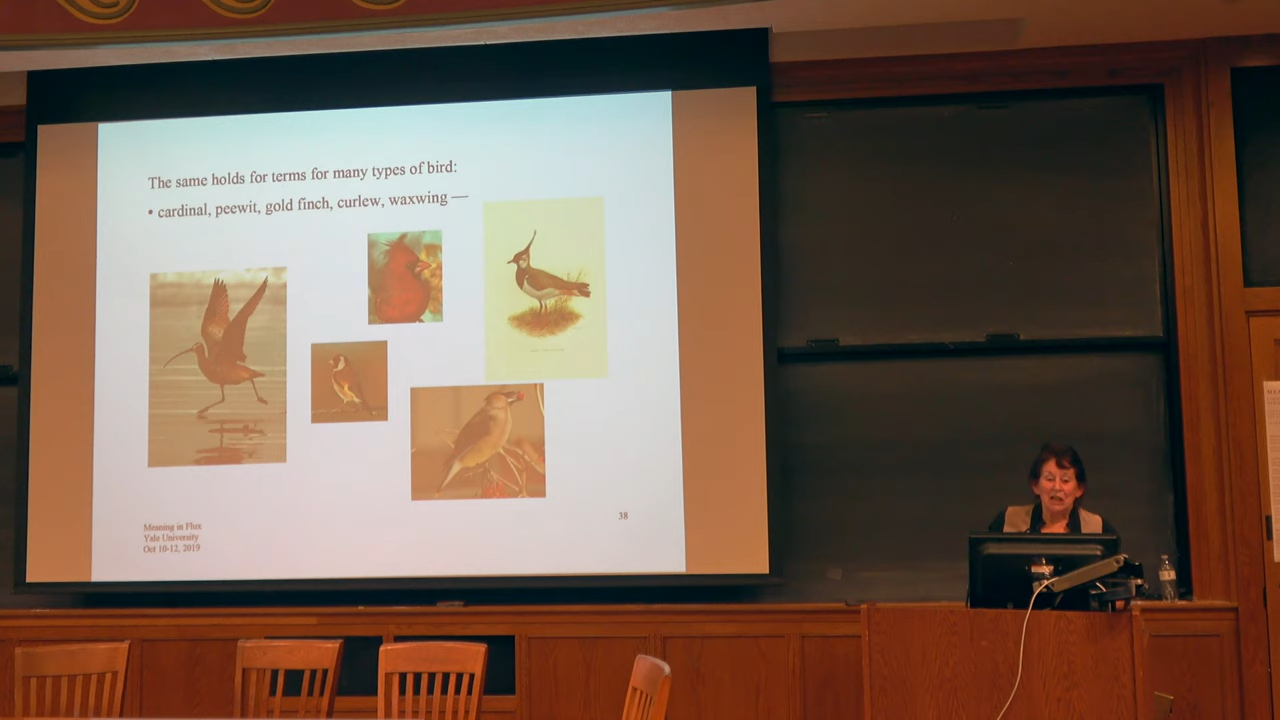 The same holds for terms for many types of bird:
• cardinal, peewit, gold finch, curlew, waxwing —
Meaning in Flux
Yale University
Oct 10-12, 2019
38